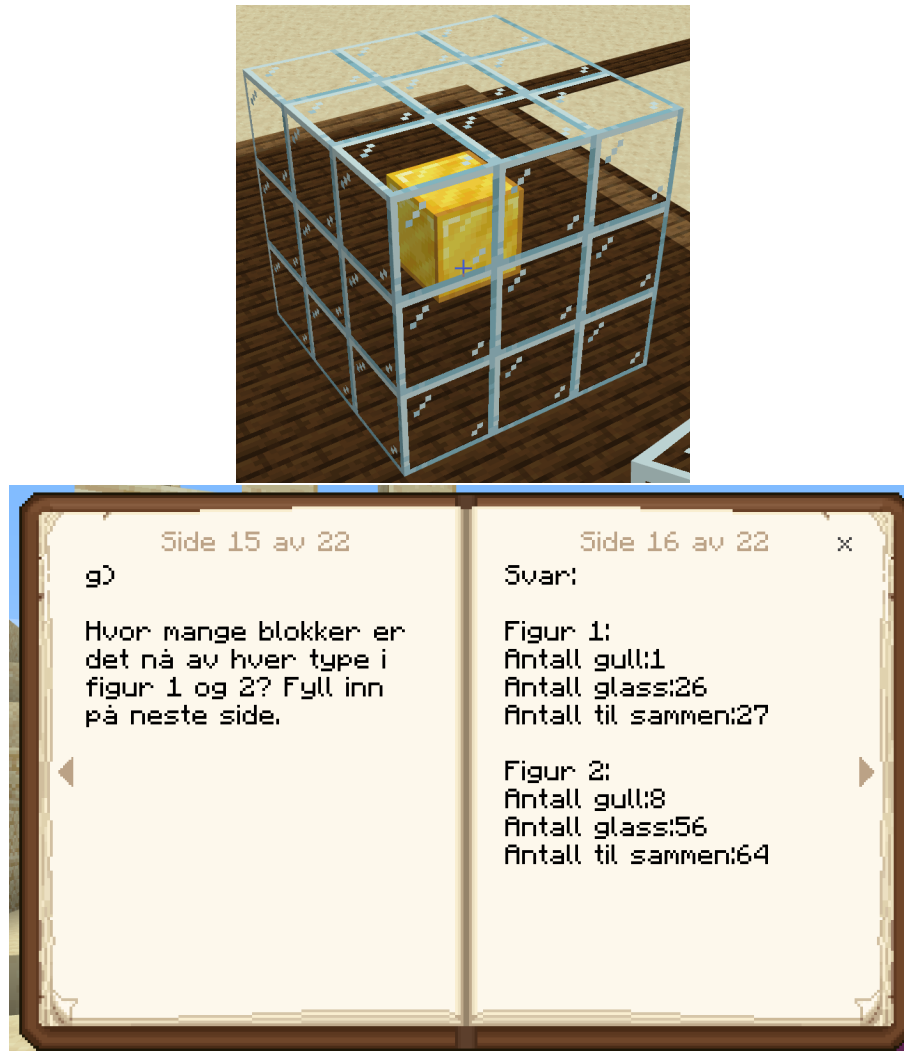 Side 15 av 22
g)
Hvor mange blokker er
det nå av hver type i
figur 1 og 2? Fyll inn
på neste side.
Side 16 av 22
x
Svar:
Figur 1:
Antall gull:1
Antall glass:26
Antall til sammen:27
Figur 2:
Antall gull:8
Antall glass:56
Antall til sammen:64